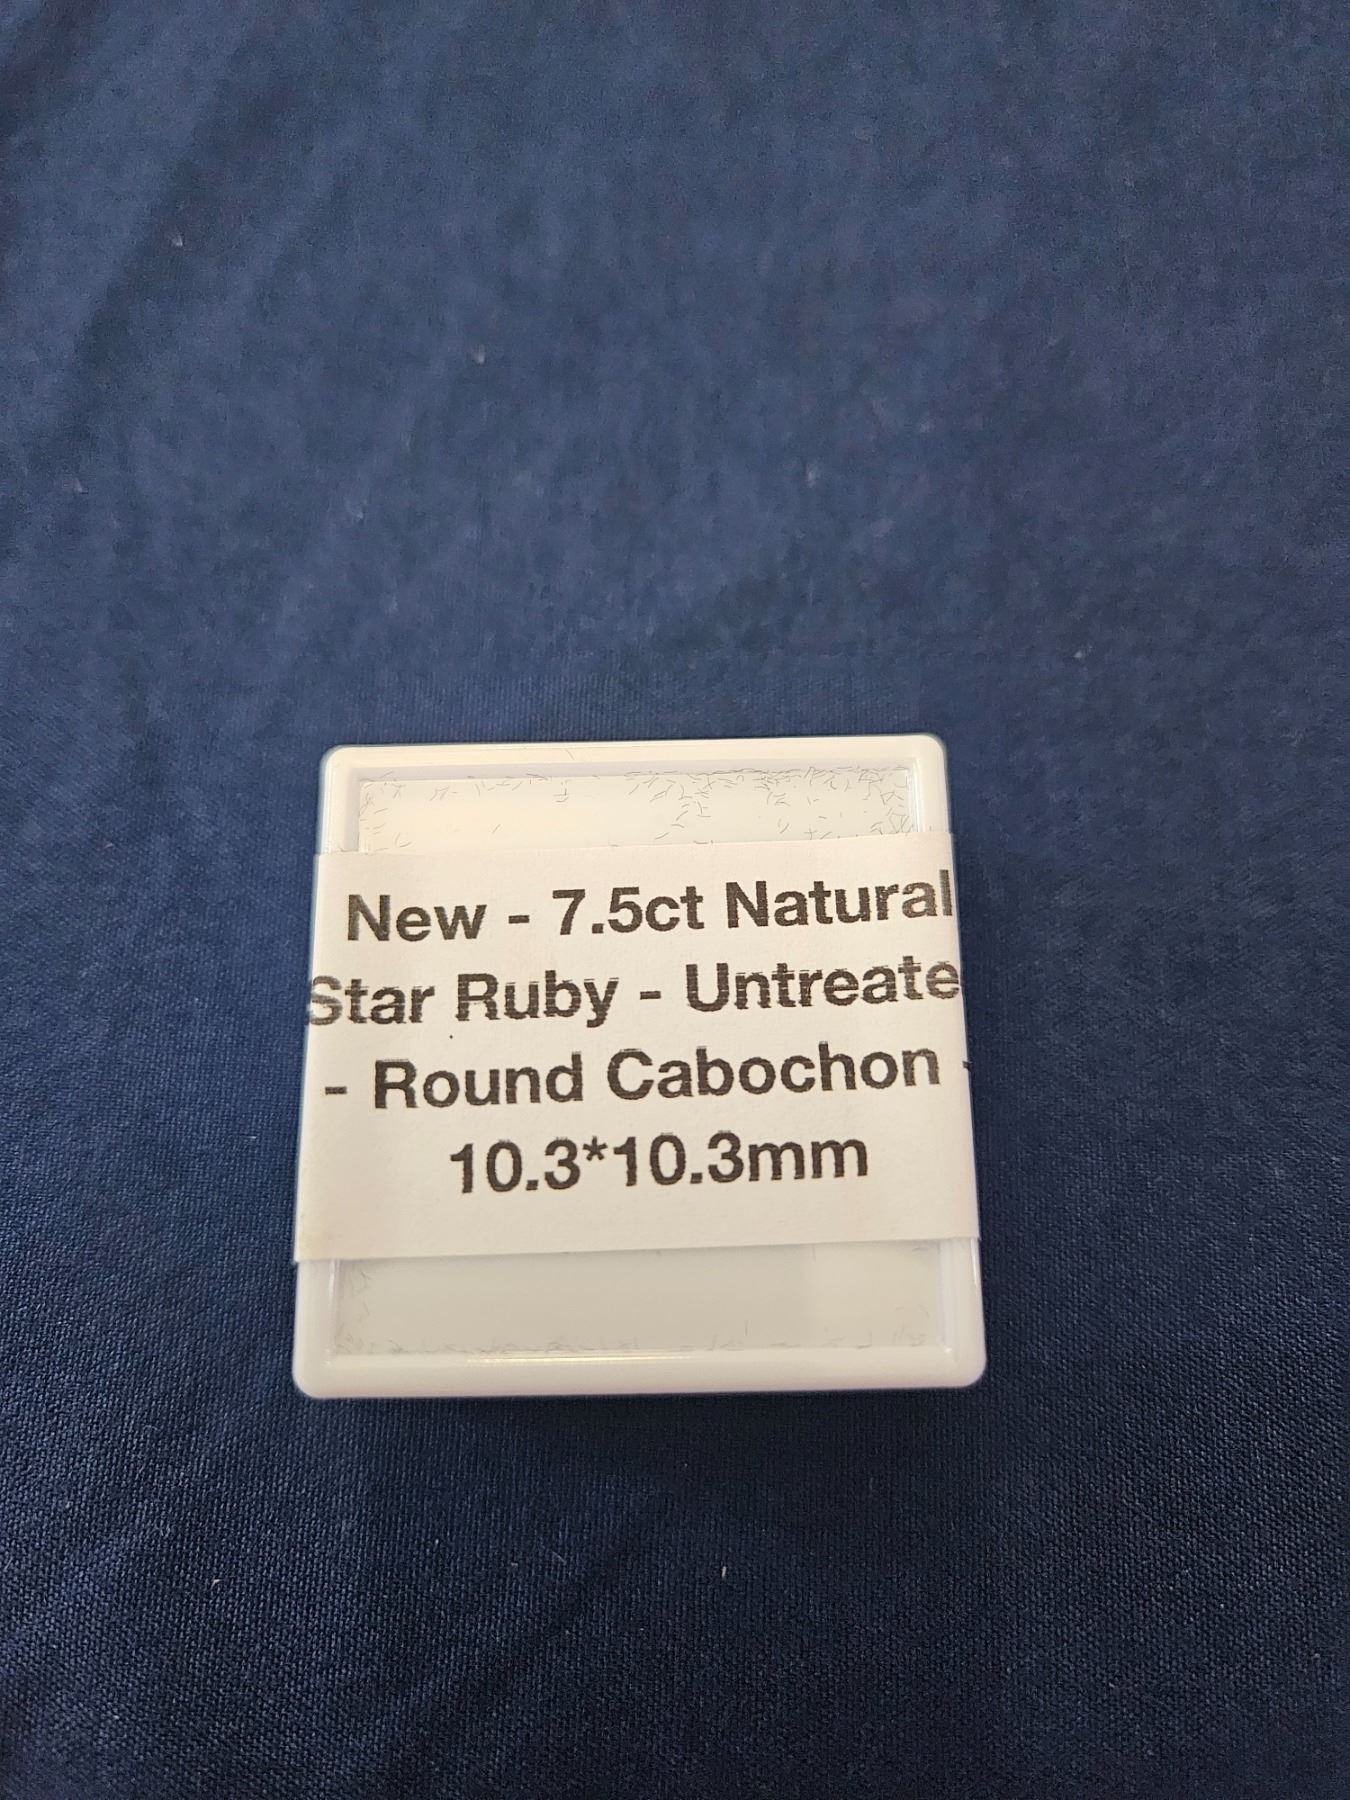 New - 7.5ct Natural
Star Ruby - Untreate
- Round Cabochon -
10.3*10.3mm